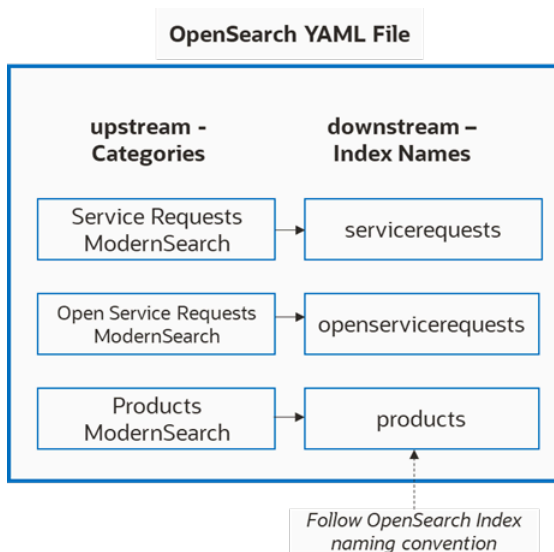 OpenSearch YAML File
upstream -
Categories
downstream –
Index Names
Service Requests
ModernSearch
servicerequests
Open Service Requests
ModernSearch
openservicerequests
Products
ModernSearch
products
Follow OpenSearch Index
naming convention